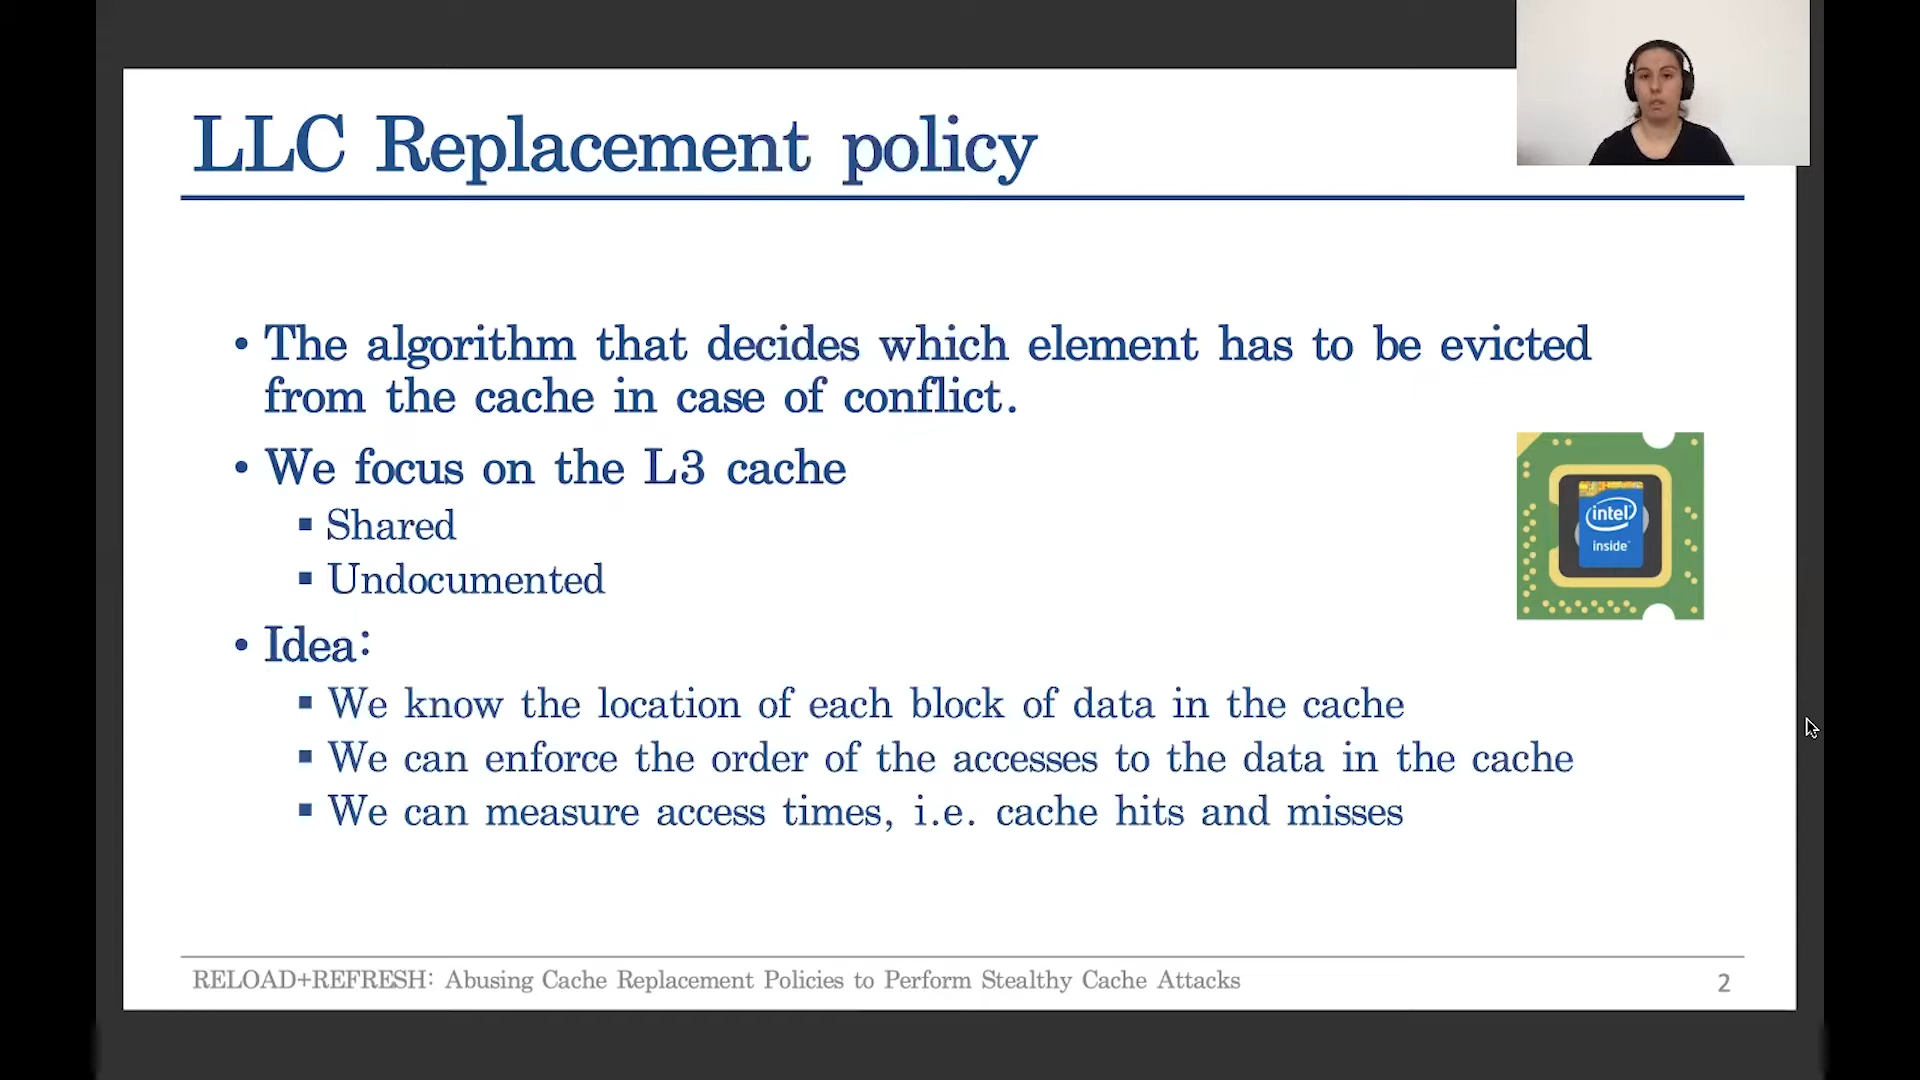 LLC Replacement policy
• The algorithm that decides which element has to be evicted
from the cache in case of conflict.
• We focus on the L3 cache
▪ Shared
▪ Undocumented
intel
inside™
• Idea:
▪ We know the location of each block of data in the cache
▪ We can enforce the order of the accesses to the data in the cache
▪ We can measure access times, i.e. cache hits and misses
RELOAD+REFRESH: Abusing Cache Replacement Policies to Perform Stealthy Cache Attacks
2